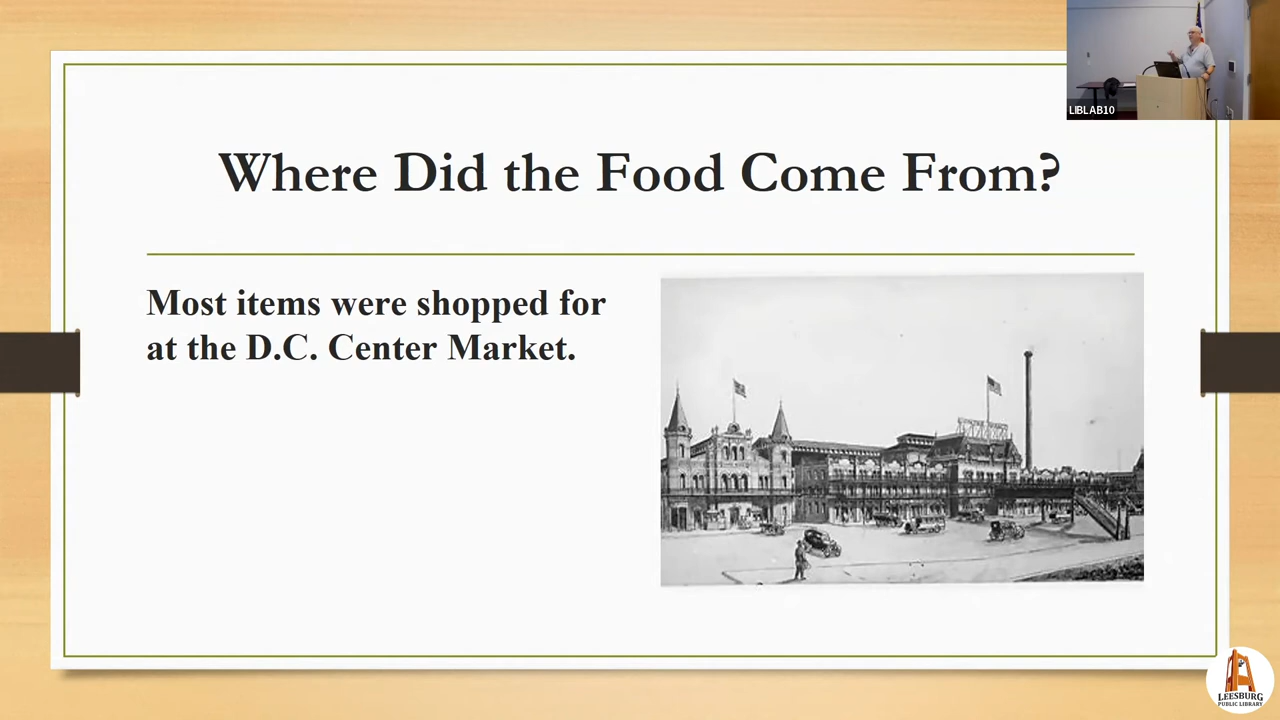 LIBLAB10
Where Did the Food Come From?
Most items were shopped for
at the D.C. Center Market.
LEESBURG
PUBLIC LIBRARY